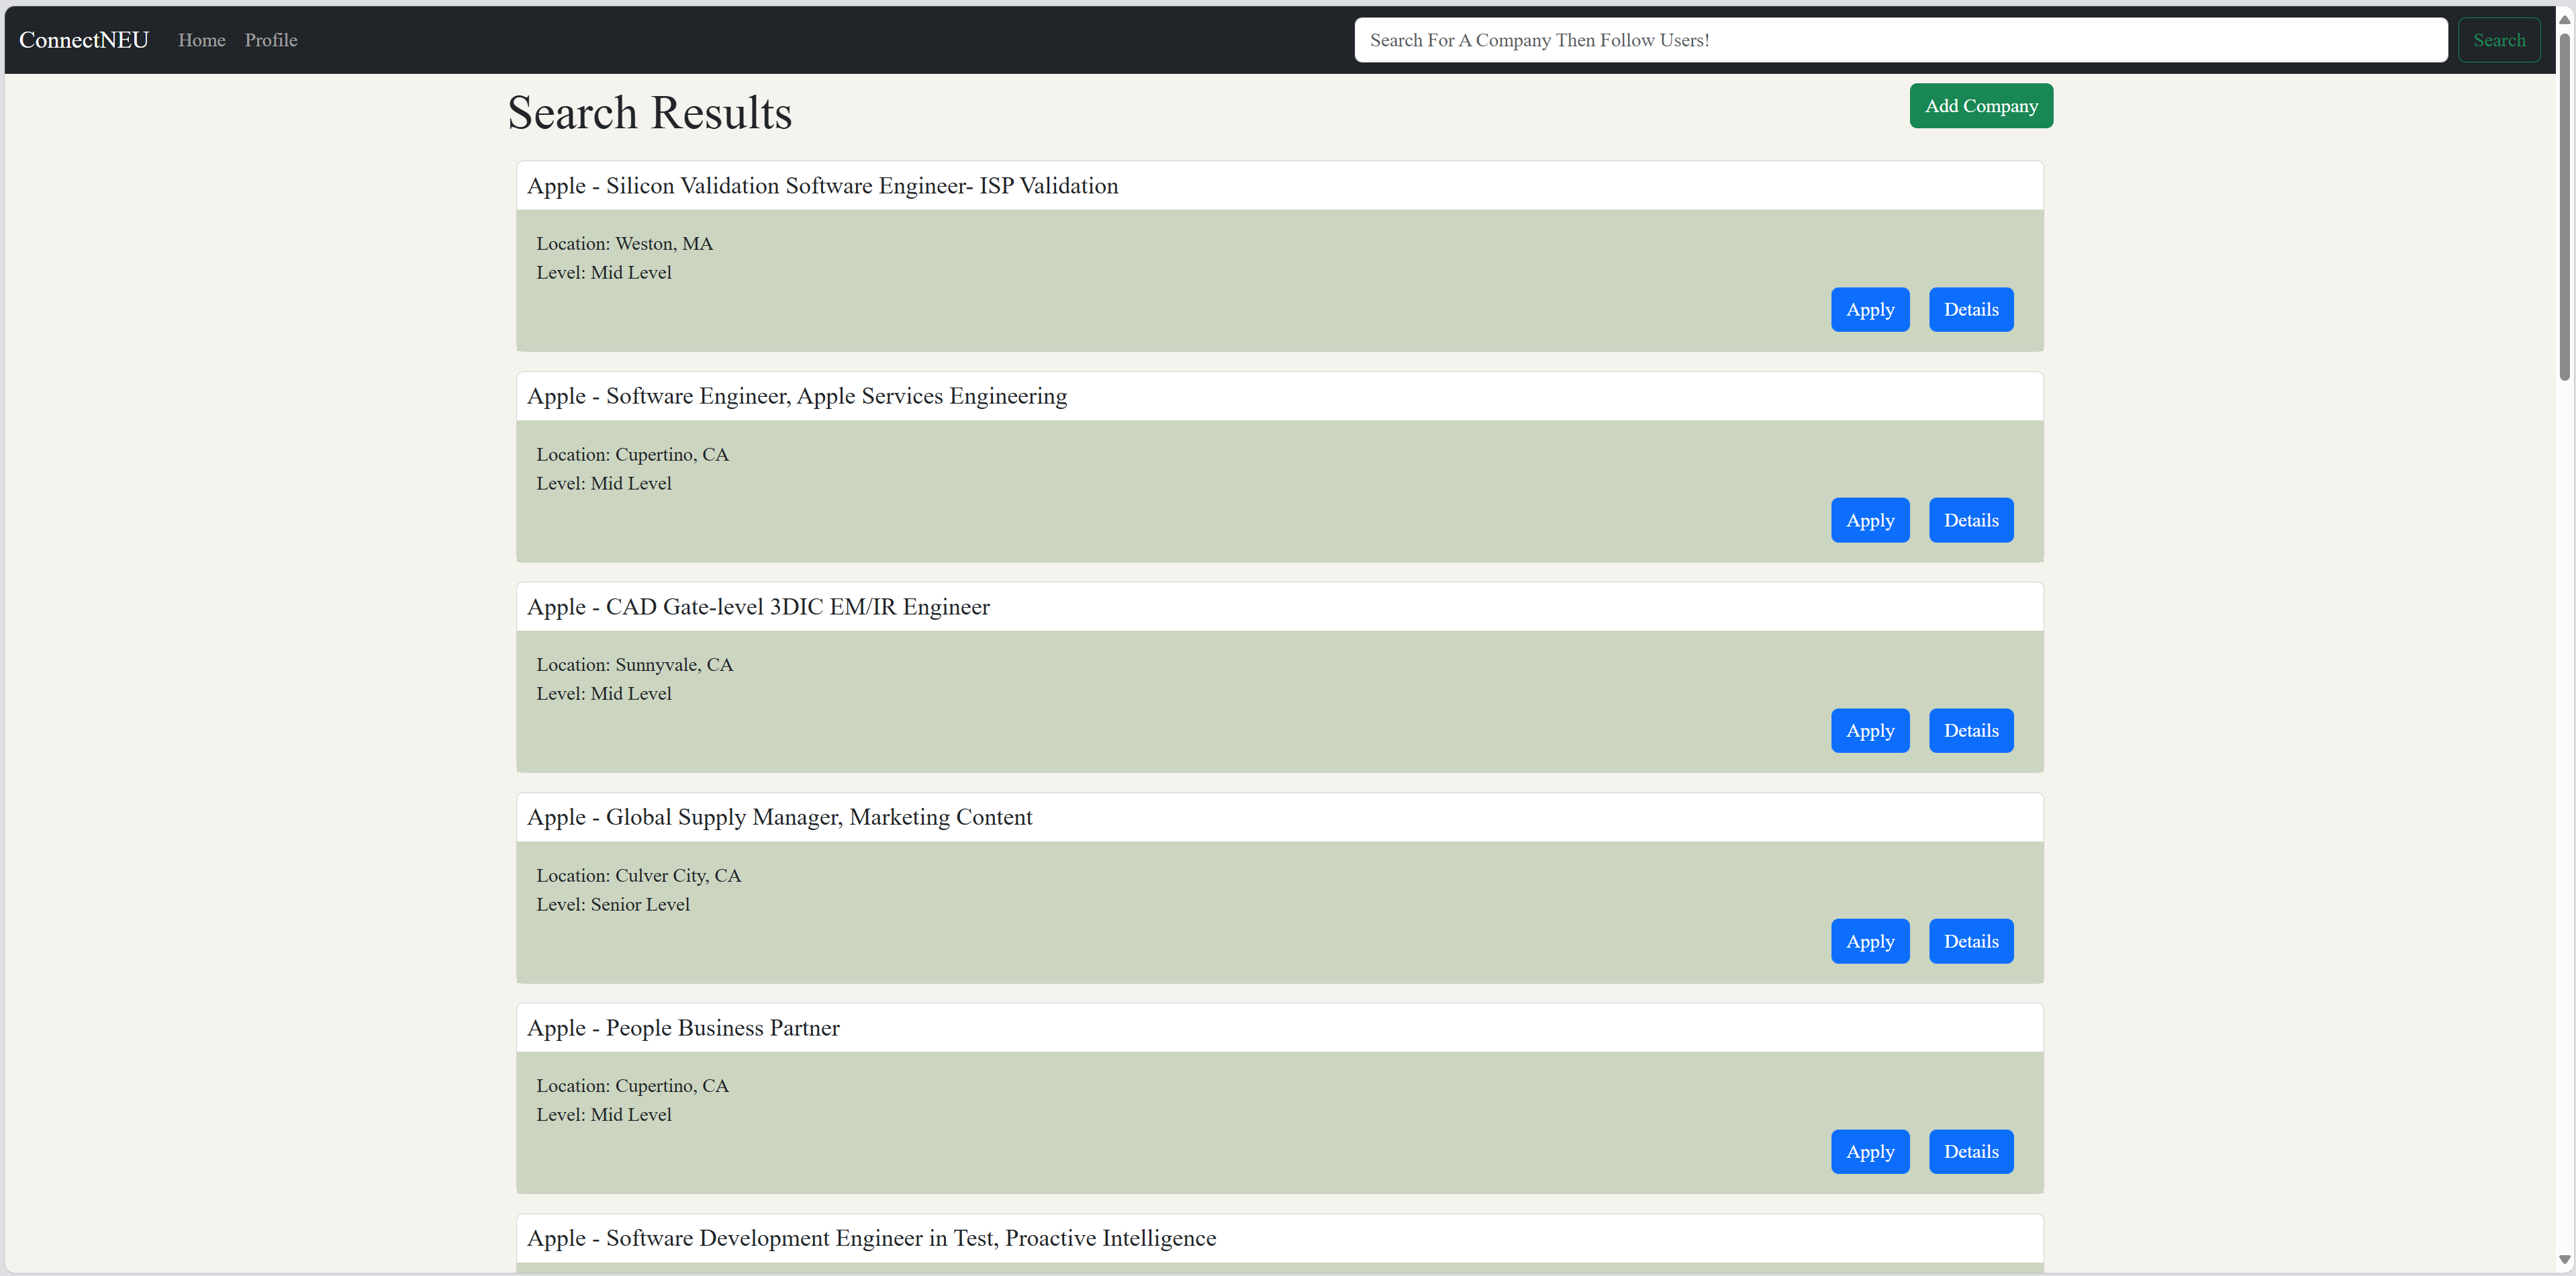 ConnectNEU Home Profile Search For A Company Then Follow Users! Search
Search Results Add Company
Apple - Silicon Validation Software Engineer- ISP Validation
Location: Weston, MA
Level: Mid Level
Apply Details
Apple - Software Engineer, Apple Services Engineering
Location: Cupertino, CA
Level: Mid Level
Apply Details
Apple - CAD Gate-level 3DIC EM/IR Engineer
Location: Sunnyvale, CA
Level: Mid Level
Apply Details
Apple - Global Supply Manager, Marketing Content
Location: Culver City, CA
Level: Senior Level
Apply Details
Apple - People Business Partner
Location: Cupertino, CA
Level: Mid Level
Apply Details
Apple - Software Development Engineer in Test, Proactive Intelligence